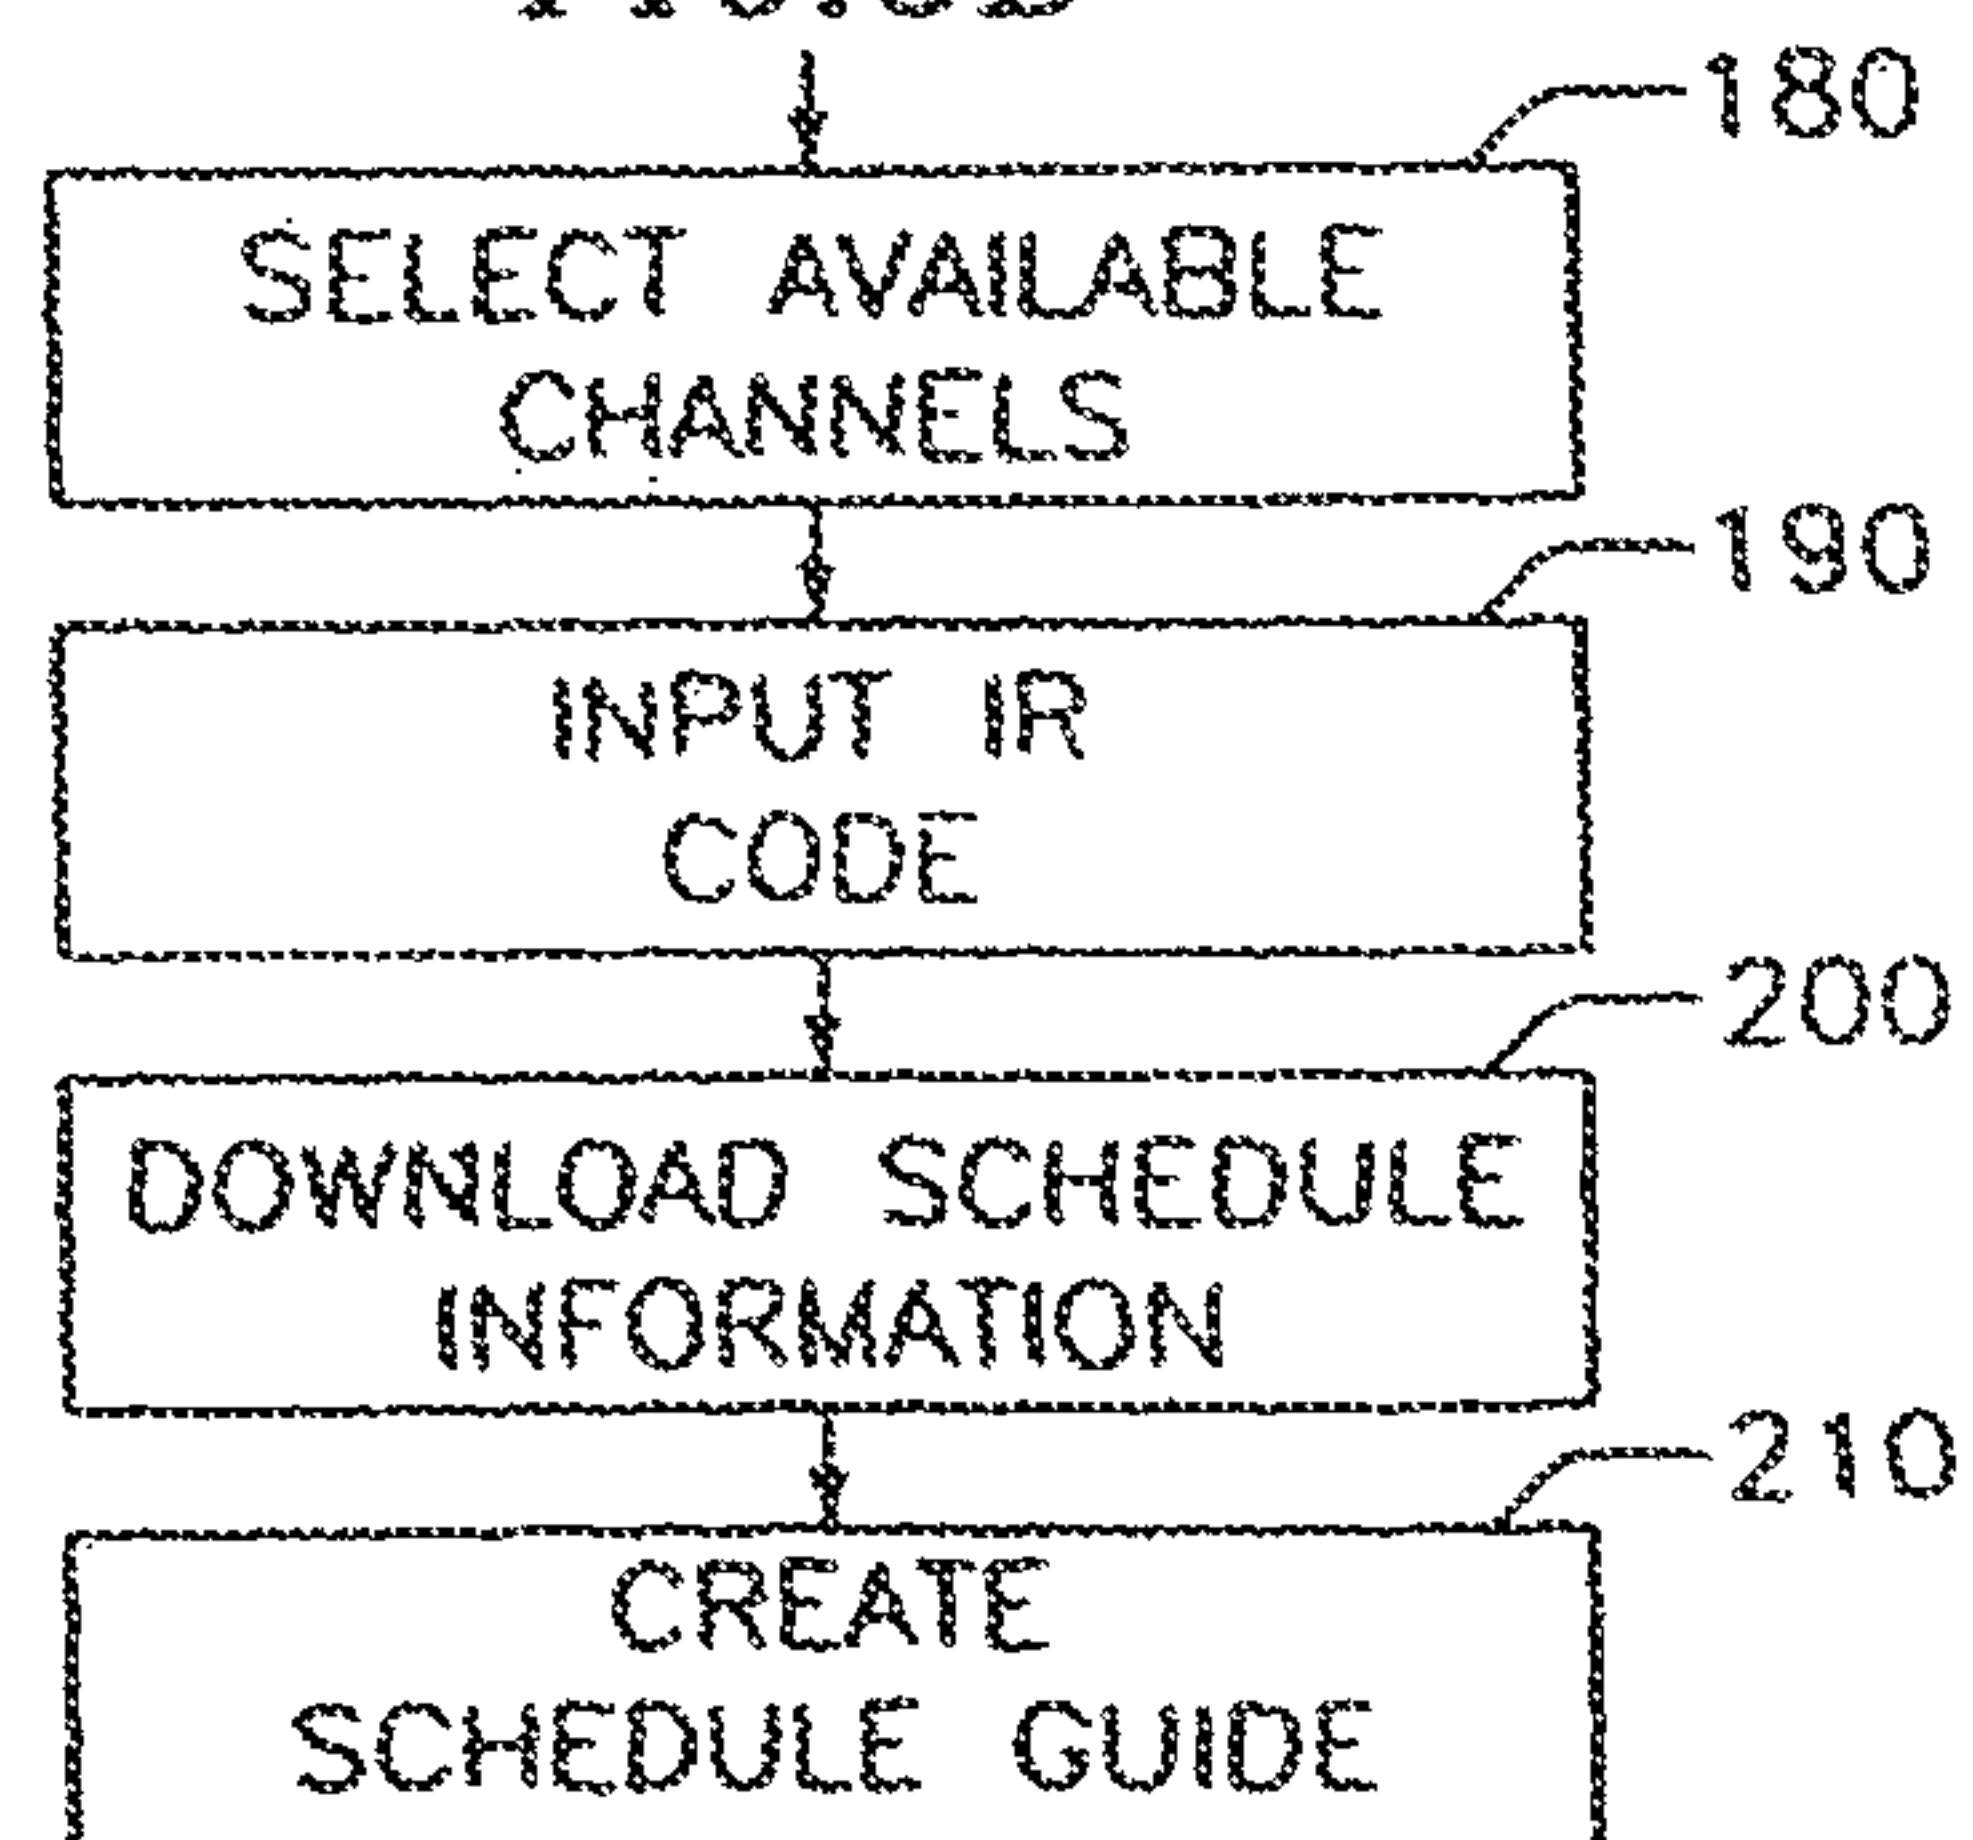 180
SELECT AVAILABLE
CHANNELS
190
INPUT IR
CODE
200
DOWNLOAD SCHEDULE
INFORMATION
210
CREATE
SCHEDULE GUIDE